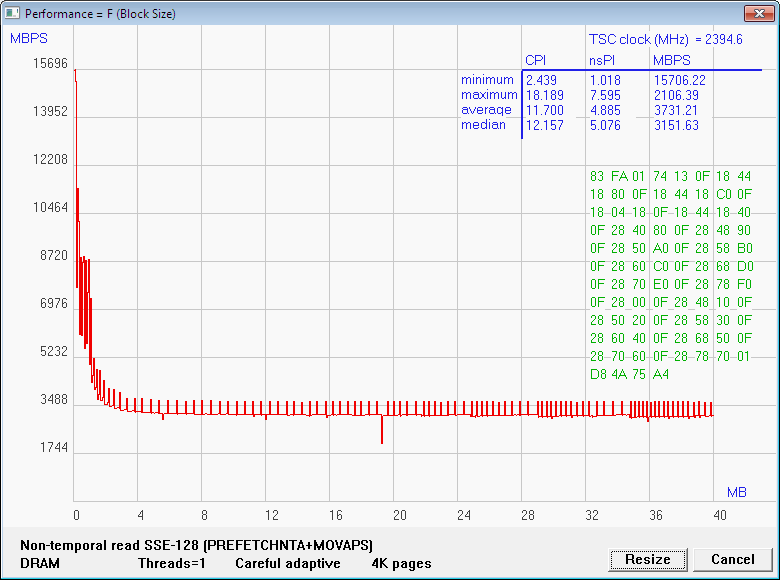 Performance = F (Block Size)
MBPS
TSC clock (MHz) = 2394.6
CPI nsPI MBPS
minimum 2.439 1.018 15706.22
maximum 18.189 7.595 2106.39
average 11.700 4.885 3731.21
median 12.157 5.076 3151.63
15696
13952
12208
10464
8720
6976
5232
3488
1744
83 FA 01 74 13 0F 18 44
18 80 0F 18 44 18 C0 0F
18 04 18 0F 18 44 18 40
0F 28 40 80 0F 28 48 90
0F 28 50 A0 0F 28 58 B0
0F 28 60 C0 0F 28 68 D0
0F 28 70 E0 0F 28 78 F0
0F 28 00 0F 28 48 10 0F
28 50 20 0F 28 58 30 0F
28 60 40 0F 28 68 50 0F
28 70 60 0F 28 78 70 01
D8 4A 75 A4
MB
0 4 8 12 16 20 24 28 32 36 40
Non-temporal read SSE-128 (PREFETCHNTA+MOVAPS)
DRAM Threads=1 Careful adaptive 4K pages
Resize Cancel